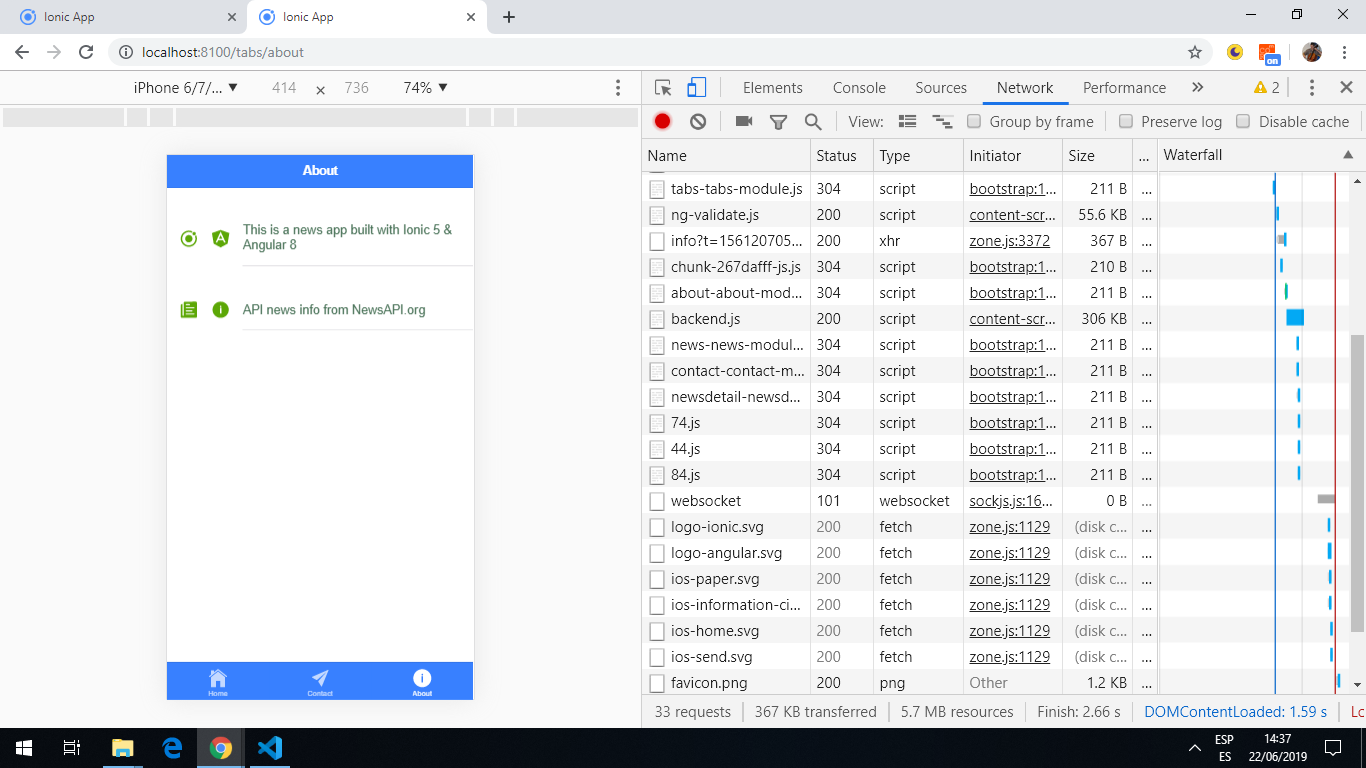 Ionic App
Ionic App
localhost:8100/tabs/about
on
iPhone 6/7/... ▼ 414 × 736 74% ▼
Elements Console Sources Network Performance » 2
View: Group by frame Preserve log Disable cache
Name Status Type Initiator Size ... Waterfall
tabs-tabs-module.js 304 script bootstrap:1... 211 B ...
ng-validate.js 200 script content-scr... 55.6 KB ...
info?t=156120705... 200 xhr zone.js:3372 367 B ...
chunk-267dafff-js.js 304 script bootstrap:1... 210 B ...
about-about-mod... 304 script bootstrap:1... 211 B ...
backend.js 200 script content-scr... 306 KB ...
news-news-modul... 304 script bootstrap:1... 211 B ...
contact-contact-m... 304 script bootstrap:1... 211 B ...
newsdetail-newsd... 304 script bootstrap:1... 211 B ...
74.js 304 script bootstrap:1... 211 B ...
44.js 304 script bootstrap:1... 211 B ...
84.js 304 script bootstrap:1... 211 B ...
websocket 101 websocket sockjs.js:16... 0 B ...
logo-ionic.svg 200 fetch zone.js:1129 (disk c... ...
logo-angular.svg 200 fetch zone.js:1129 (disk c... ...
ios-paper.svg 200 fetch zone.js:1129 (disk c... ...
ios-information-ci... 200 fetch zone.js:1129 (disk c... ...
ios-home.svg 200 fetch zone.js:1129 (disk c... ...
ios-send.svg 200 fetch zone.js:1129 (disk c... ...
favicon.png 200 png Other 1.2 KB ...
33 requests 367 KB transferred 5.7 MB resources Finish: 2.66 s DOMContentLoaded: 1.59 s Lc
About
This is a news app built with Ionic 5 &
Angular 8
API news info from NewsAPI.org
Home Contact About
ESP
ES
14:37
22/06/2019